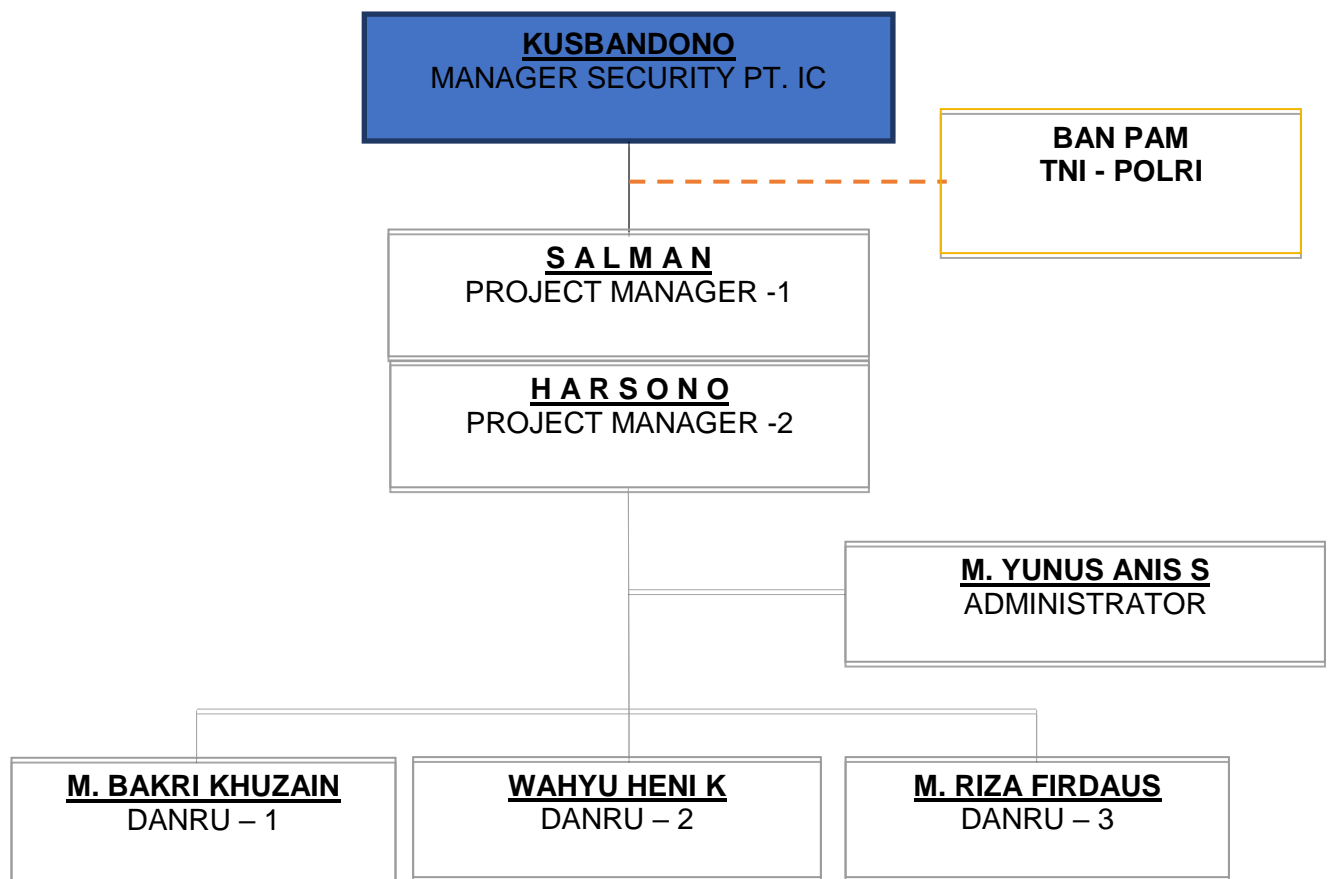 KUSBANDONO
MANAGER SECURITY PT. IC
BAN PAM
TNI - POLRI
S A L M A N
PROJECT MANAGER -1
H A R S O N O
PROJECT MANAGER -2
M. YUNUS ANIS S
ADMINISTRATOR
M. BAKRI KHUZAIN
DANRU – 1
WAHYU HENI K
DANRU – 2
M. RIZA FIRDAUS
DANRU – 3